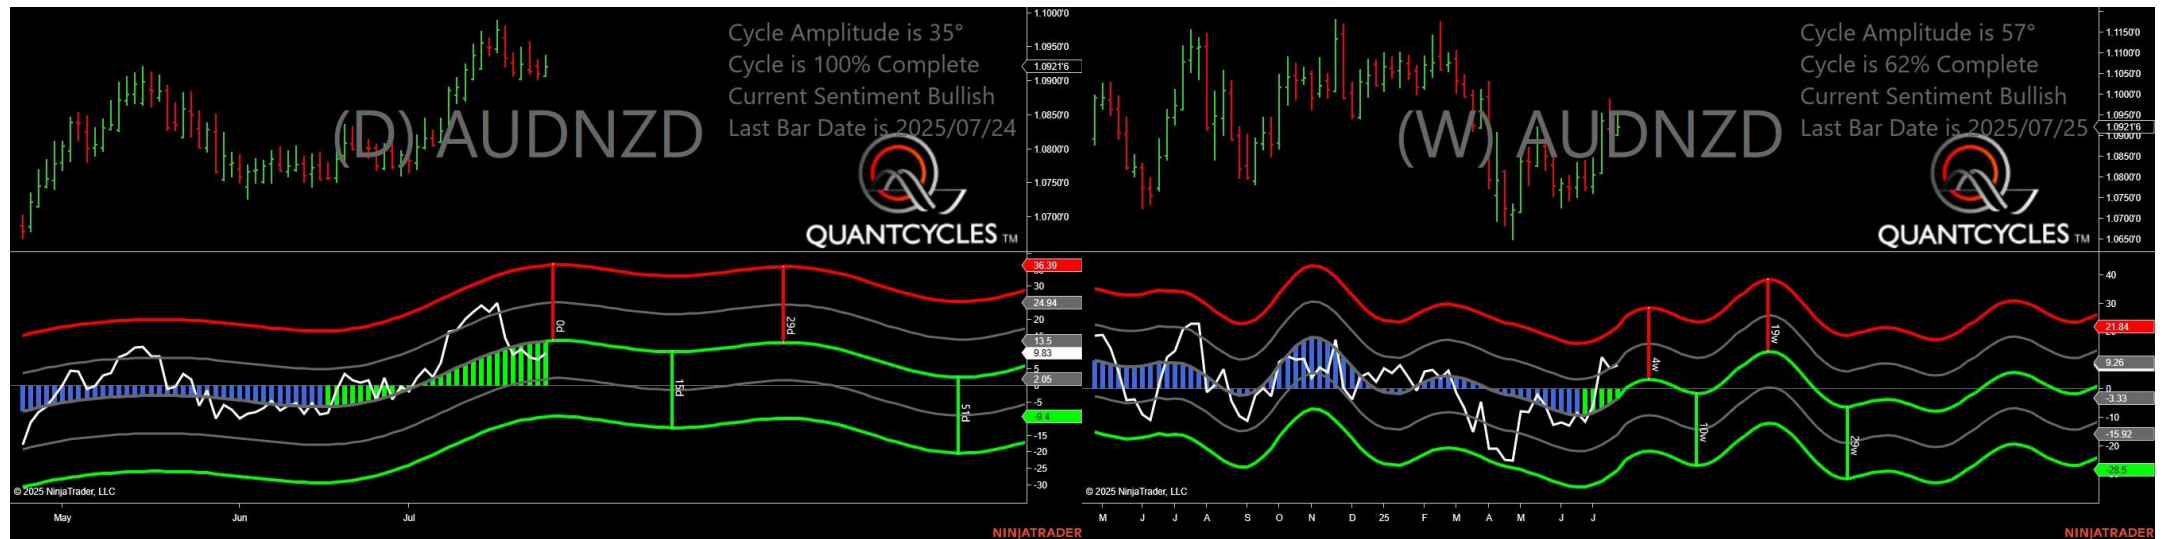 Cycle Amplitude is 35°
Cycle is 100% Complete
Current Sentiment Bullish
Last Bar Date is 2025/07/24
(D) AUDNZD
QUANTCYCLES TM
1.1000'0
1.0950'0
1.0921'6
1.0900'0
1.0850'0
1.0800'0
1.0750'0
1.0700'0
36.39
30
24.94
20
13.5
9.83
5
2.05
-5
-9.4
-15
-20
-25
-30
0d
15d
29d
51d
© 2025 NinjaTrader, LLC
May Jun Jul
NINJATRADER
Cycle Amplitude is 57°
Cycle is 62% Complete
Current Sentiment Bullish
Last Bar Date is 2025/07/25
(W) AUDNZD
QUANTCYCLES TM
1.1150'0
1.1100'0
1.1050'0
1.1000'0
1.0950'0
1.0921'6
1.0850'0
1.0800'0
1.0750'0
1.0700'0
1.0650'0
40
30
21.84
9.26
0
-3.33
-10
-15.92
-20
-28.5
4w
10w
19w
29w
© 2025 NinjaTrader, LLC
M J J A S O N D 25 F M A M J J
NINJATRADER